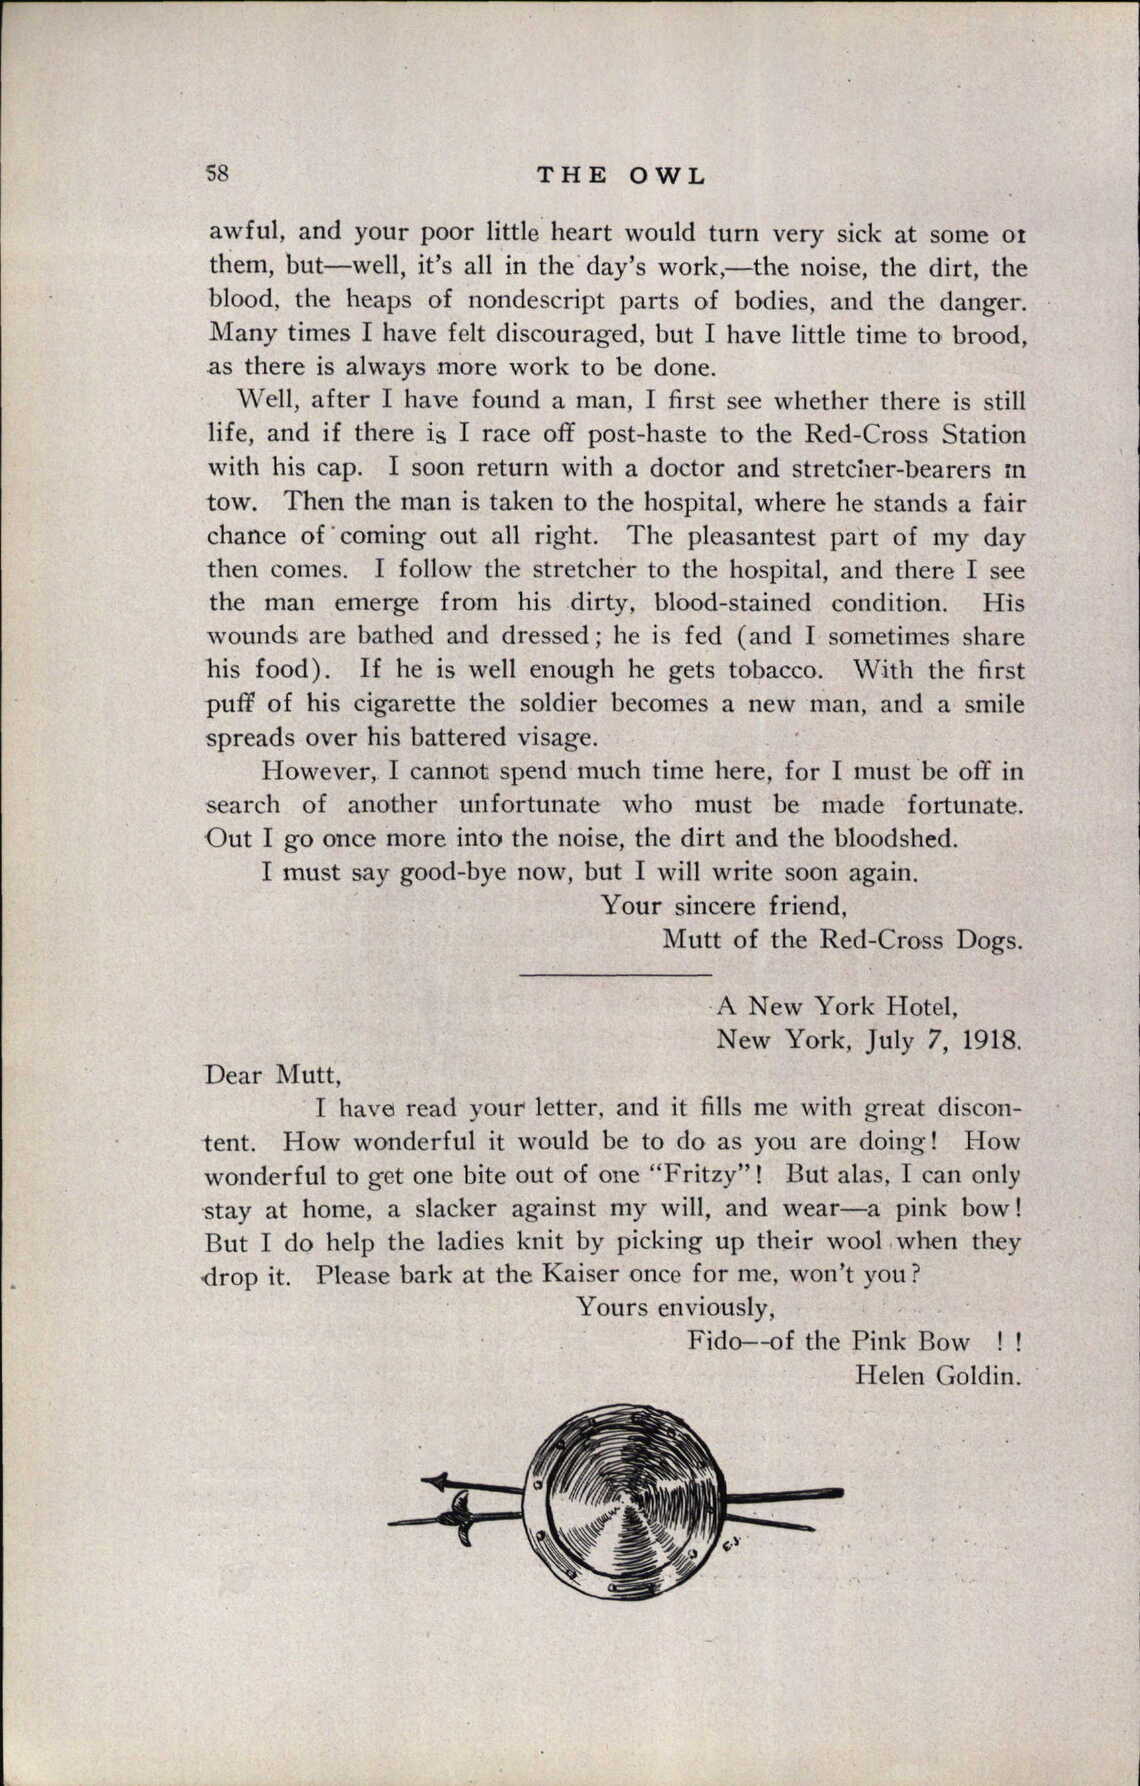 58
THE OWL
awful, and your poor little heart would turn very sick at some of
them, but—well, it's all in the day's work,—the noise, the dirt, the
blood, the heaps of nondescript parts of bodies, and the danger.
Many times I have felt discouraged, but I have little time to brood,
as there is always more work to be done.
Well, after I have found a man, I first see whether there is still
life, and if there is I race off post-haste to the Red-Cross Station
with his cap. I soon return with a doctor and stretcher-bearers in
tow. Then the man is taken to the hospital, where he stands a fair
chance of coming out all right. The pleasantest part of my day
then comes. I follow the stretcher to the hospital, and there I see
the man emerge from his dirty, blood-stained condition. His
wounds are bathed and dressed; he is fed (and I sometimes share
his food). If he is well enough he gets tobacco. With the first
puff of his cigarette the soldier becomes a new man, and a smile
spreads over his battered visage.
However, I cannot spend much time here, for I must be off in
search of another unfortunate who must be made fortunate.
Out I go once more into the noise, the dirt and the bloodshed.
I must say good-bye now, but I will write soon again.
Your sincere friend,
Mutt of the Red-Cross Dogs.
A New York Hotel,
New York, July 7, 1918.
Dear Mutt,
I have read your letter, and it fills me with great discon-
tent. How wonderful it would be to do as you are doing! How
wonderful to get one bite out of one "Fritzy"! But alas, I can only
stay at home, a slacker against my will, and wear—a pink bow!
But I do help the ladies knit by picking up their wool when they
drop it. Please bark at the Kaiser once for me, won't you?
Yours enviously,
Fido—of the Pink Bow !!
Helen Goldin.
E.J.